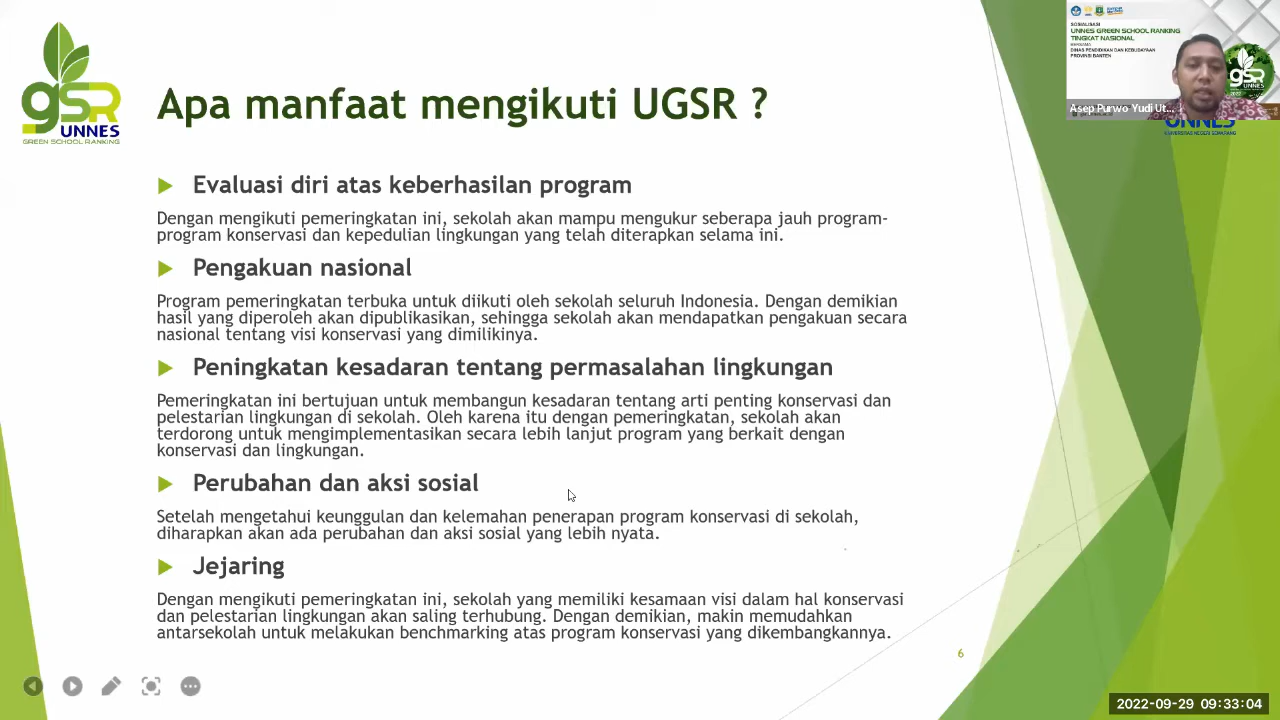 gsr
UNNES
GREEN SCHOOL RANKING
Apa manfaat mengikuti UGSR ?
Evaluasi diri atas keberhasilan program
Dengan mengikuti pemeringkatan ini, sekolah akan mampu mengukur seberapa jauh program-
program konservasi dan kepedulian lingkungan yang telah diterapkan selama ini.
Pengakuan nasional
Program pemeringkatan terbuka untuk diikuti oleh sekolah seluruh Indonesia. Dengan demikian
hasil yang diperoleh akan dipublikasikan, sehingga sekolah akan mendapatkan pengakuan secara
nasional tentang visi konservasi yang dimilikinya.
Peningkatan kesadaran tentang permasalahan lingkungan
Pemeringkatan ini bertujuan untuk membangun kesadaran tentang arti penting konservasi dan
pelestarian lingkungan di sekolah. Oleh karena itu dengan pemeringkatan, sekolah akan
terdorong untuk mengimplementasikan secara lebih lanjut program yang berkait dengan
konservasi dan lingkungan.
Perubahan dan aksi sosial
Setelah mengetahui keunggulan dan kelemahan penerapan program konservasi di sekolah,
diharapkan akan ada perubahan dan aksi sosial yang lebih nyata.
Jejaring
Dengan mengikuti pemeringkatan ini, sekolah yang memiliki kesamaan visi dalam hal konservasi
dan pelestarian lingkungan akan saling terhubung. Dengan demikian, makin memudahkan
antarsekolah untuk melakukan benchmarking atas program konservasi yang dikembangkannya.
6
SOSIALISASI
UNNES GREEN SCHOOL RANKING
TINGKAT NASIONAL
BERSAMA
DINAS PENDIDIKAN DAN KEBUDAYAAN
PROVINSI BANTEN
gsr
UNNES
Asep Purwo Yudi Ut...
UNNES
UNIVERSITAS NEGERI SEMARANG
2022-09-29 09:33:04